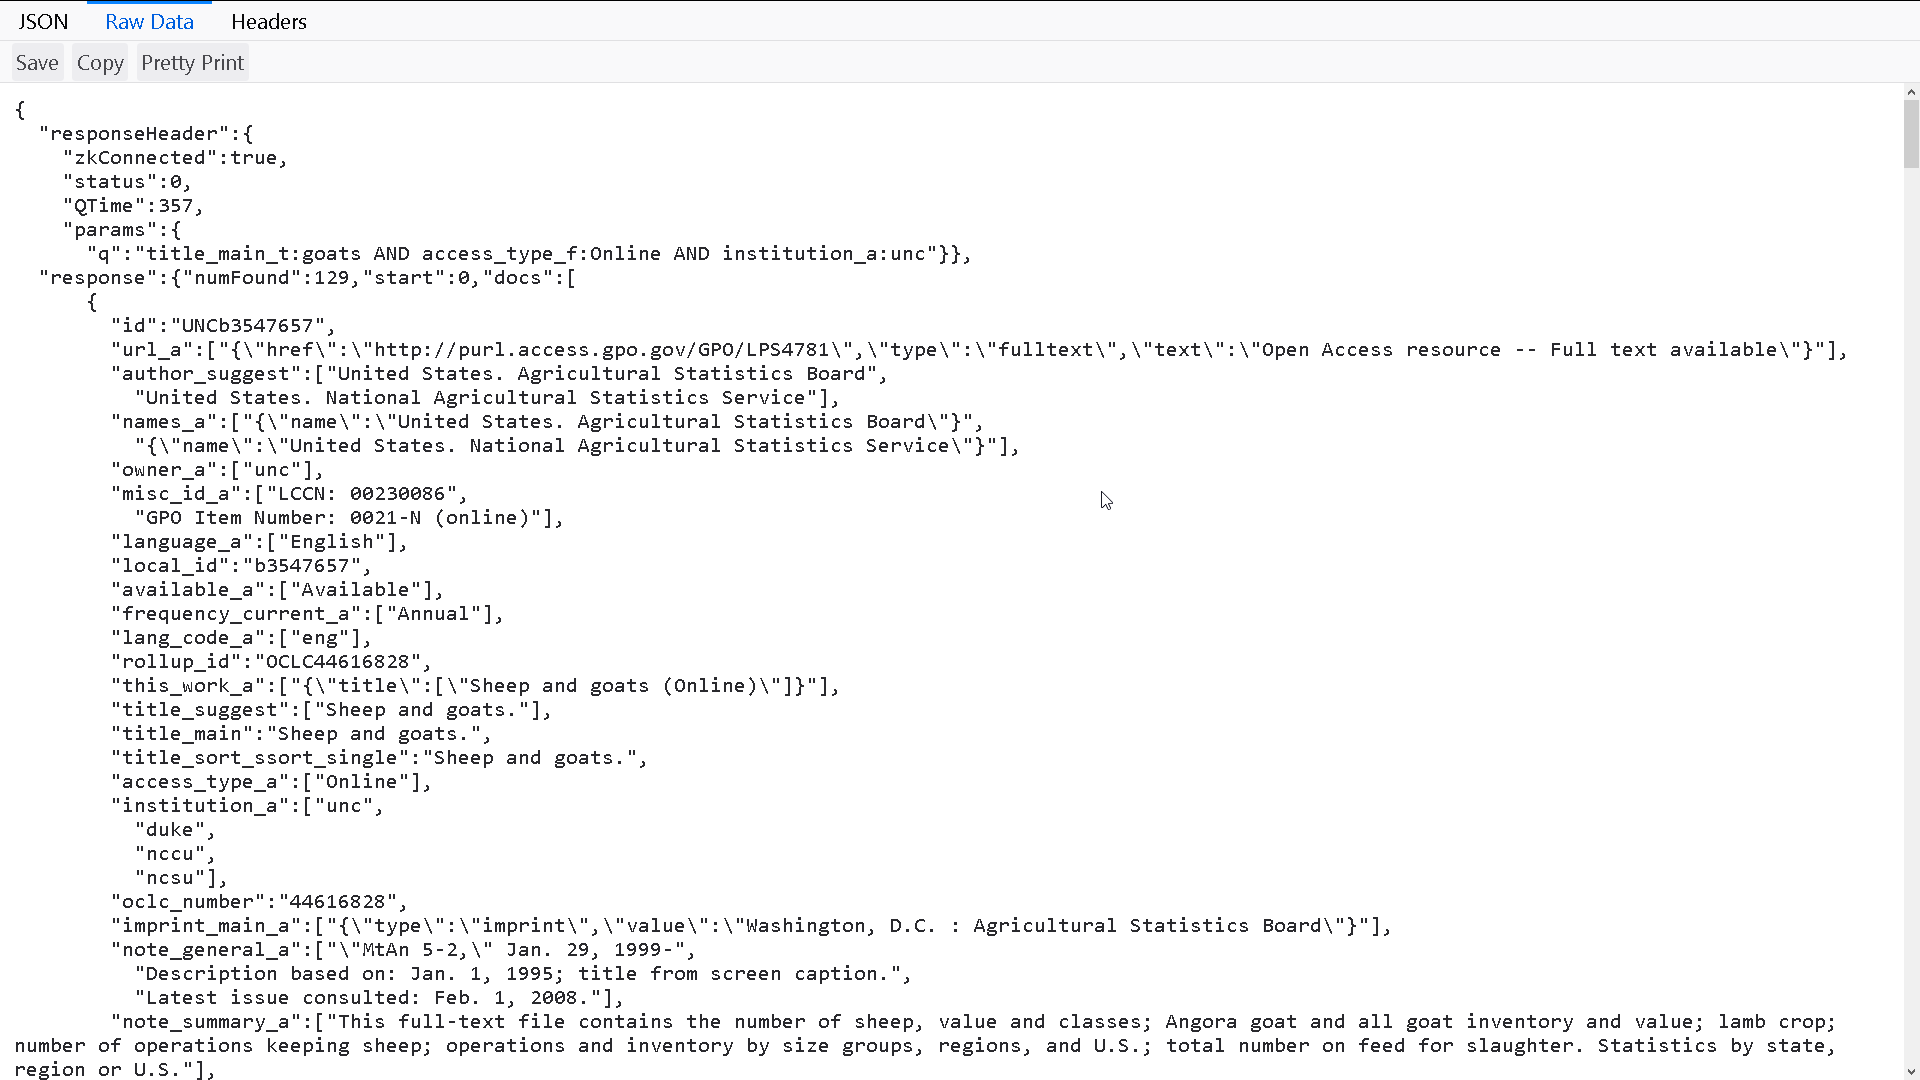 JSON Raw Data Headers
Save Copy Pretty Print
{
  "responseHeader":{
    "zkConnected":true,
    "status":0,
    "QTime":357,
    "params":{
      "q":"title_main_t:goats AND access_type_f:Online AND institution_a:unc"}},
  "response":{"numFound":129,"start":0,"docs":[
      {
        "id":"UNCb3547657",
        "url_a":["{\"href\":\"http://purl.access.gpo.gov/GPO/LPS4781\",\"type\":\"fulltext\",\"text\":\"Open Access resource -- Full text available\"}"],
        "author_suggest":["United States. Agricultural Statistics Board",
          "United States. National Agricultural Statistics Service"],
        "names_a":["{\"name\":\"United States. Agricultural Statistics Board\"}",
          "{\"name\":\"United States. National Agricultural Statistics Service\"}"],
        "owner_a":["unc"],
        "misc_id_a":["LCCN: 00230086",
          "GPO Item Number: 0021-N (online)"],
        "language_a":["English"],
        "local_id":"b3547657",
        "available_a":["Available"],
        "frequency_current_a":["Annual"],
        "lang_code_a":["eng"],
        "rollup_id":"OCLC44616828",
        "this_work_a":["{\"title\":[\"Sheep and goats (Online)\"]}"],
        "title_suggest":["Sheep and goats."],
        "title_main":"Sheep and goats.",
        "title_sort_ssort_single":"Sheep and goats.",
        "access_type_a":["Online"],
        "institution_a":["unc",
          "duke",
          "nccu",
          "ncsu"],
        "oclc_number":"44616828",
        "imprint_main_a":["{\"type\":\"imprint\",\"value\":\"Washington, D.C. : Agricultural Statistics Board\"}"],
        "note_general_a":["\"MtAn 5-2,\" Jan. 29, 1999-",
          "Description based on: Jan. 1, 1995; title from screen caption.",
          "Latest issue consulted: Feb. 1, 2008."],
        "note_summary_a":["This full-text file contains the number of sheep, value and classes; Angora goat and all goat inventory and value; lamb crop;
number of operations keeping sheep; operations and inventory by size groups, regions, and U.S.; total number on feed for slaughter. Statistics by state,
region or U.S."],